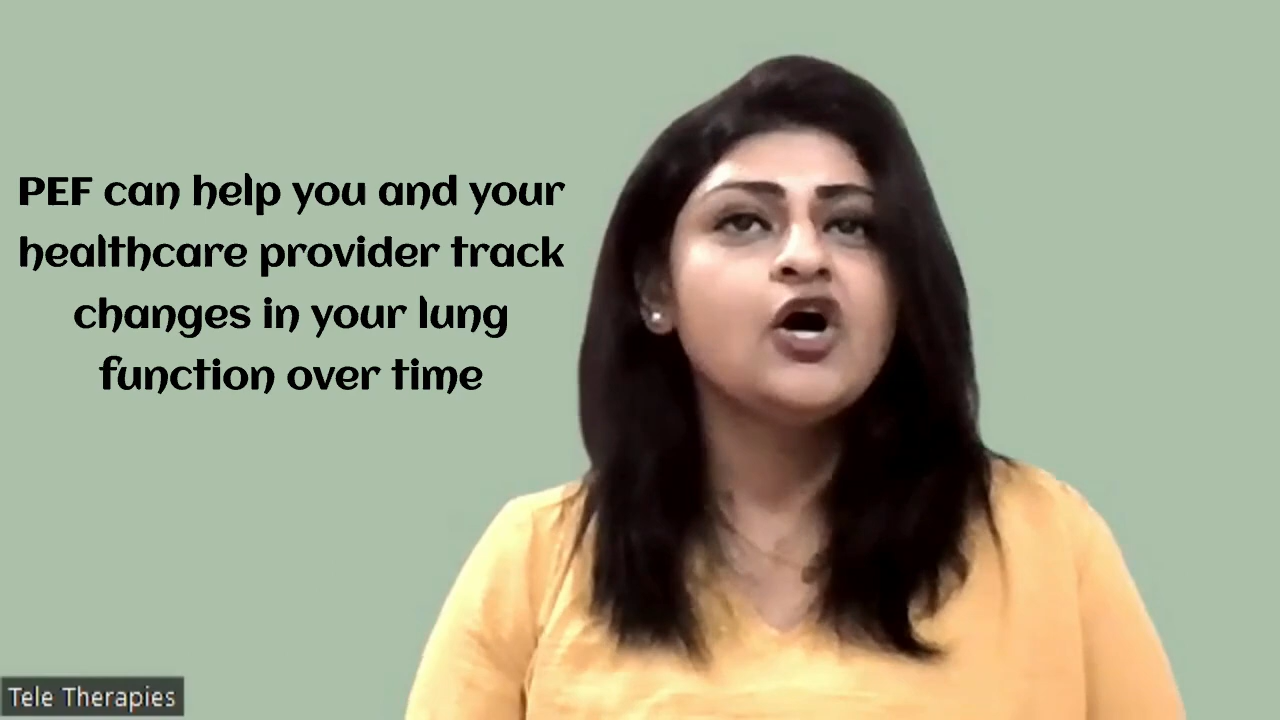 PEF can help you and your
healthcare provider track
changes in your lung
function over time
Tele Therapies